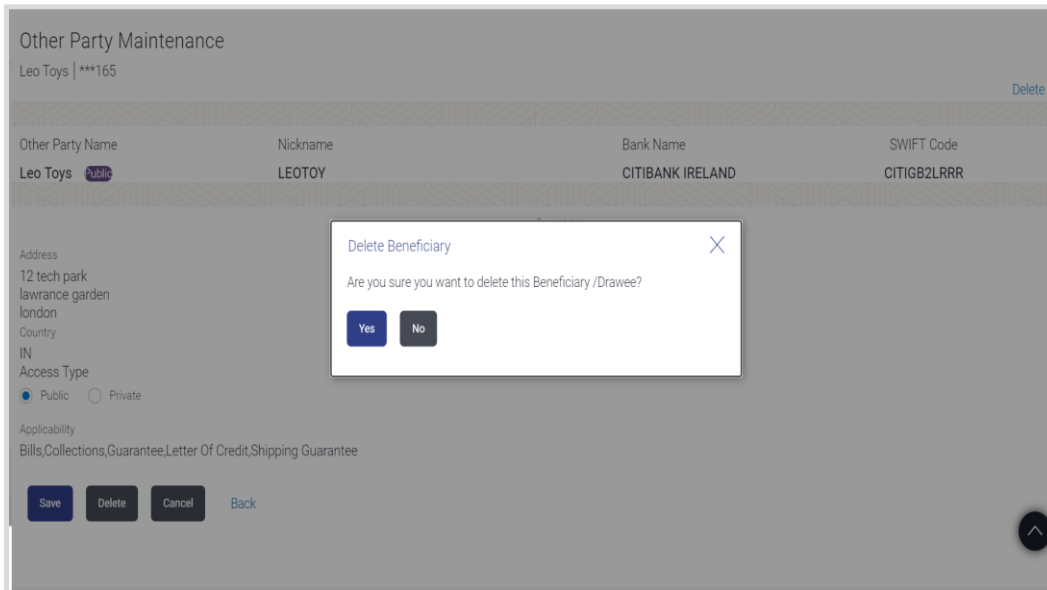 Other Party Maintenance
Leo Toys | ***165
Delete
Other Party Name Nickname Bank Name SWIFT Code
Leo Toys Public LEOTOY CITIBANK IRELAND CITIGB2LRRR
Delete Beneficiary
Are you sure you want to delete this Beneficiary /Drawee?
Yes No
Address
12 tech park
lawrance garden
london
Country
IN
Access Type
Public Private
Applicability
Bills,Collections,Guarantee,Letter Of Credit,Shipping Guarantee
Save Delete Cancel Back